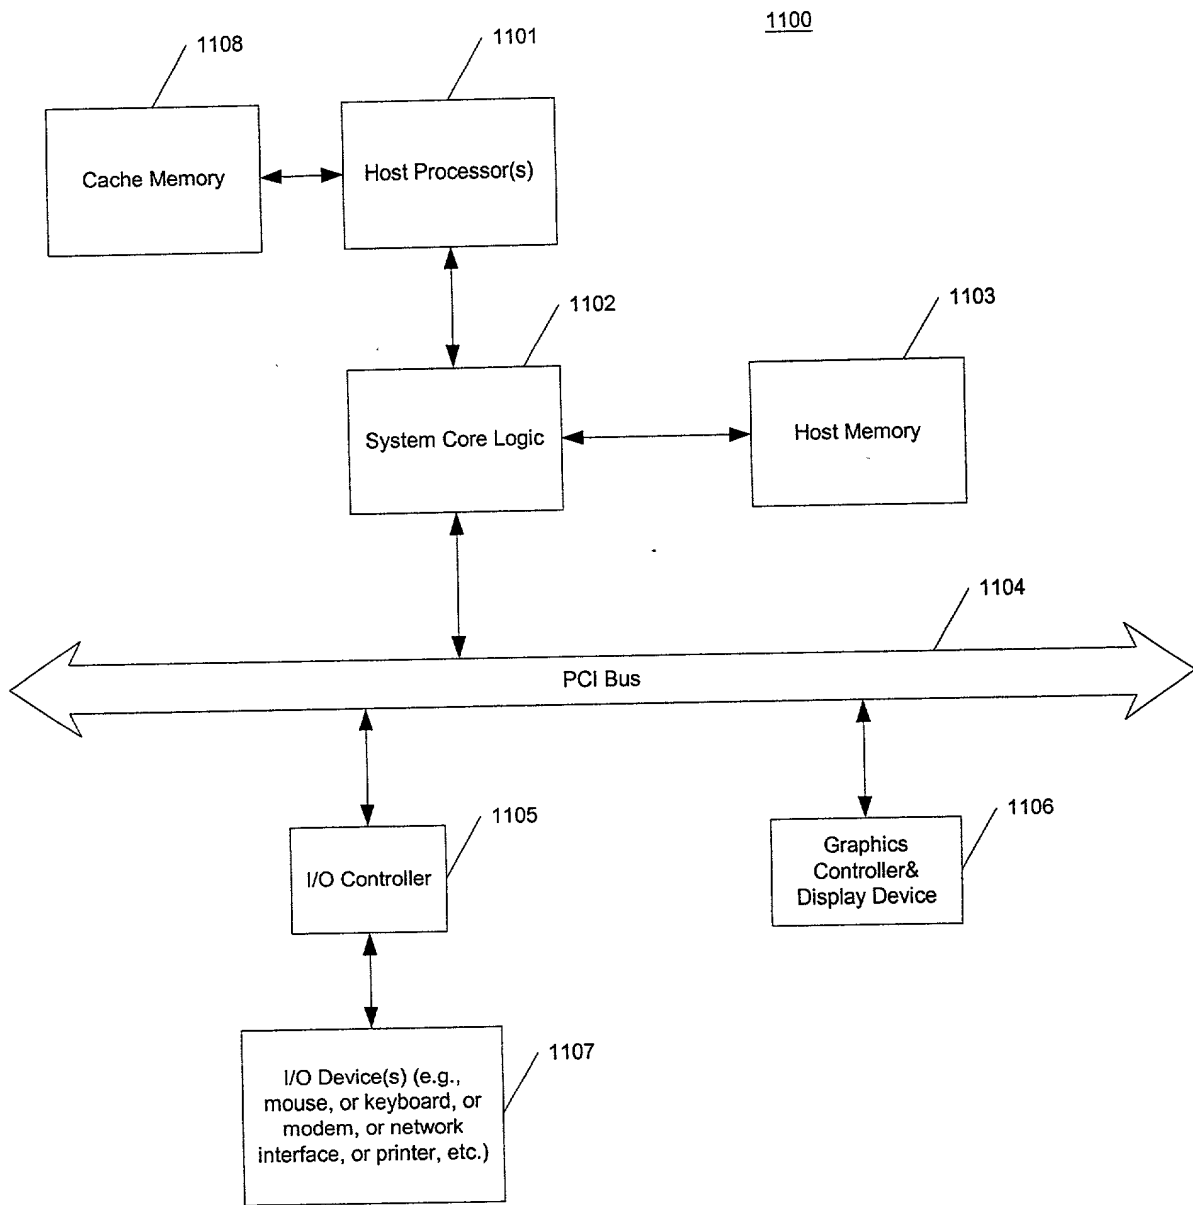 1100
1108
1101
Cache Memory
Host Processor(s)
1102
1103
System Core Logic
Host Memory
1104
PCI Bus
1105
1106
I/O Controller
Graphics
Controller&
Display Device
1107
I/O Device(s) (e.g.,
mouse, or keyboard, or
modem, or network
interface, or printer, etc.)